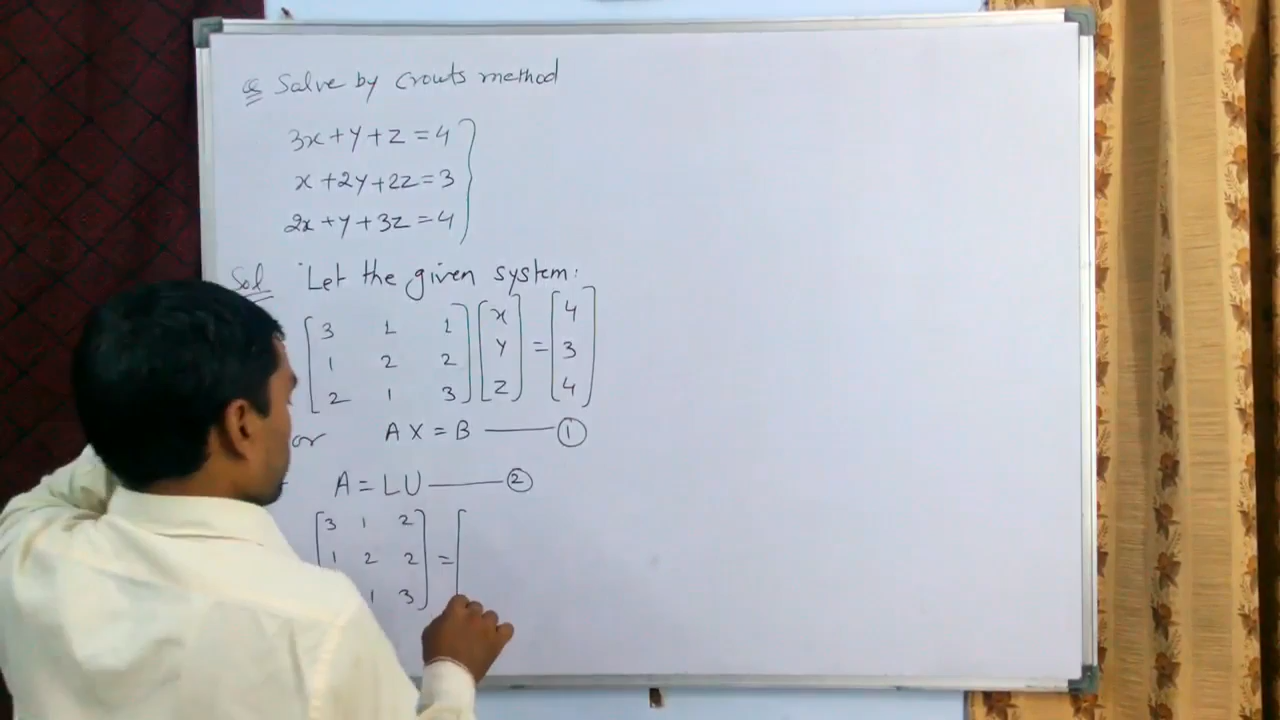 Q Solve by Crouts method
3x+y+z=4
x+2y+2z=3
2x+y+3z=4
Sol Let the given system:
[3 1 1] [x] [4]
[1 2 2] [y] = [3]
[2 1 3] [z] [4]
or AX=B ——— ①
A=LU ——— ②
[3 1 2] [
[1 2 2] =
1 3]